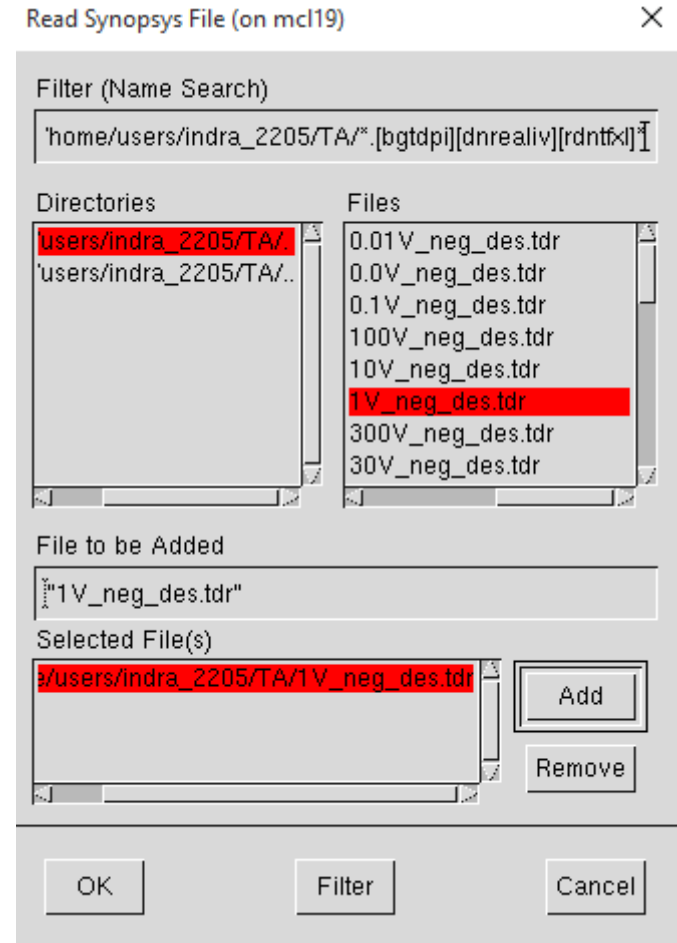 Read Synopsys File (on mcl19)
Filter (Name Search)
'home/users/indra_2205/TA/*.[bgtdpi][dnrealiv][rdntfxl]*
Directories
'users/indra_2205/TA/.
'users/indra_2205/TA/..
Files
0.01V_neg_des.tdr
0.0V_neg_des.tdr
0.1V_neg_des.tdr
100V_neg_des.tdr
10V_neg_des.tdr
1V_neg_des.tdr
300V_neg_des.tdr
30V_neg_des.tdr
File to be Added
"1V_neg_des.tdr"
Selected File(s)
e/users/indra_2205/TA/1V_neg_des.tdr
Add
Remove
OK
Filter
Cancel